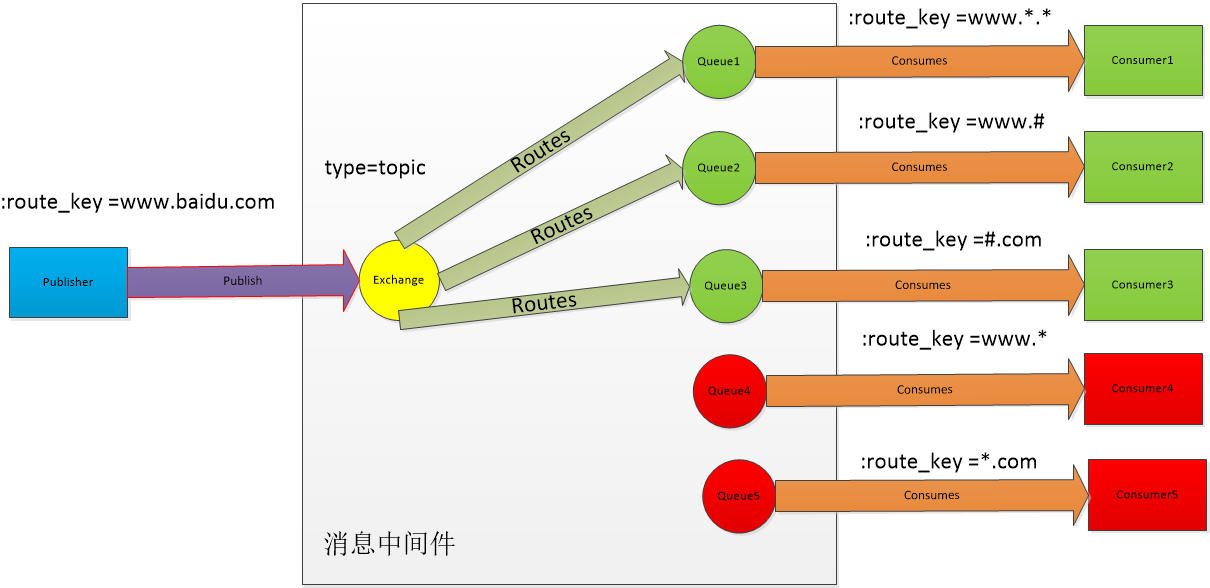 :route_key =www.*.*
Queue1
Consumes
Consumer1
:route_key =www.#
Routes
type=topic
Queue2
Consumes
Consumer2
:route_key =www.baidu.com
Routes
:route_key =#.com
Publisher
Publish
Exchange
Routes
Queue3
Consumes
Consumer3
:route_key =www.*
Queue4
Consumes
Consumer4
:route_key =*.com
Queue5
Consumes
Consumer5
消息中间件